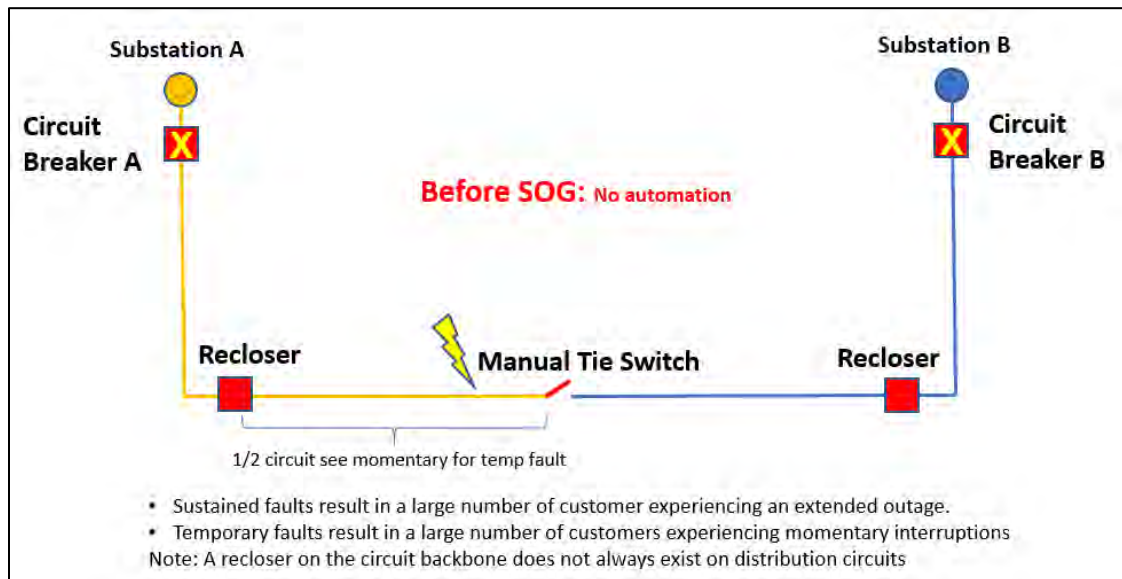 Substation A
Substation B
Circuit
Breaker A
X
X
Circuit
Breaker B
Before SOG: No automation
Recloser
Manual Tie Switch
Recloser
1/2 circuit see momentary for temp fault
• Sustained faults result in a large number of customer experiencing an extended outage.
• Temporary faults result in a large number of customers experiencing momentary interruptions
Note: A recloser on the circuit backbone does not always exist on distribution circuits